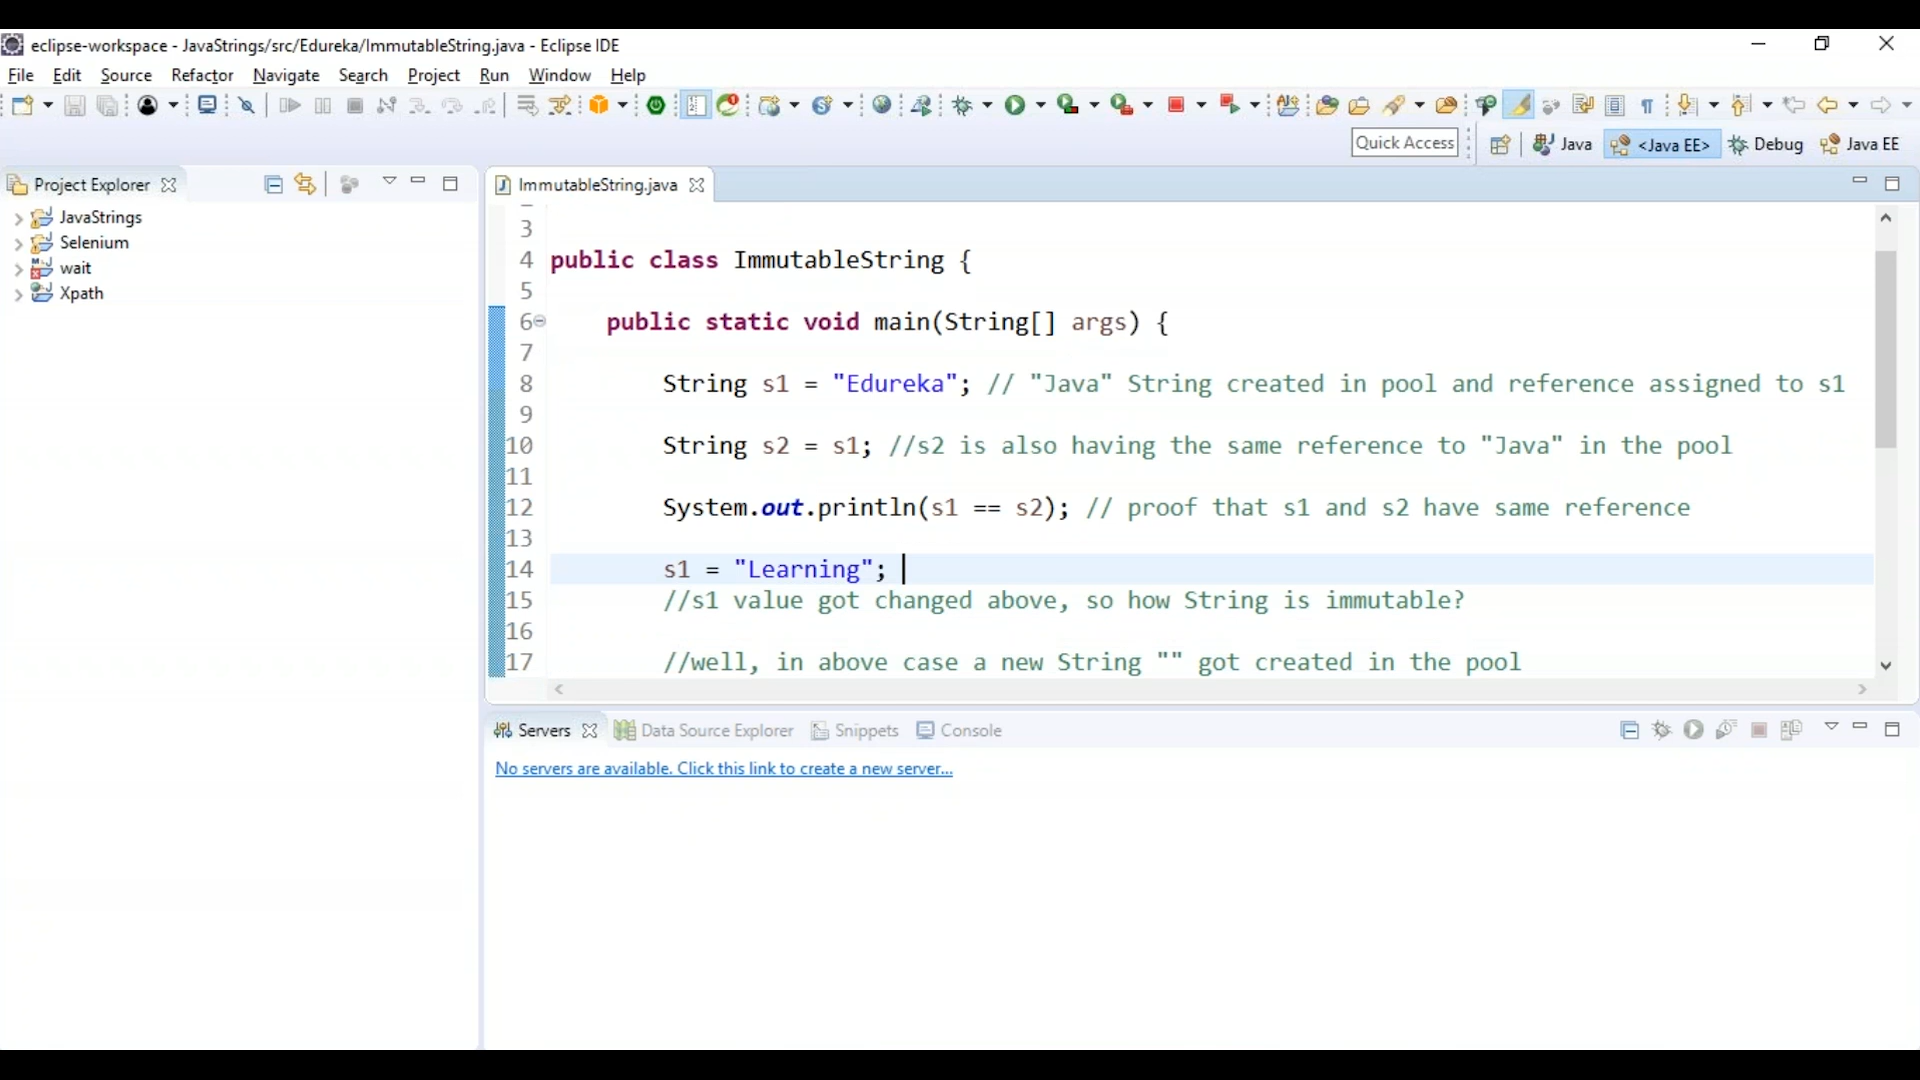 eclipse-workspace - JavaStrings/src/Edureka/ImmutableString.java - Eclipse IDE
File Edit Source Refactor Navigate Search Project Run Window Help
Quick Access Java <Java EE> Debug Java EE
Project Explorer
JavaStrings
Selenium
wait
Xpath
ImmutableString.java
3
4 public class ImmutableString {
5
6 public static void main(String[] args) {
7
8 String s1 = "Edureka"; // "Java" String created in pool and reference assigned to s1
9
10 String s2 = s1; //s2 is also having the same reference to "Java" in the pool
11
12 System.out.println(s1 == s2); // proof that s1 and s2 have same reference
13
14 s1 = "Learning";
15 //s1 value got changed above, so how String is immutable?
16
17 //well, in above case a new String "" got created in the pool
Servers Data Source Explorer Snippets Console
No servers are available. Click this link to create a new server...